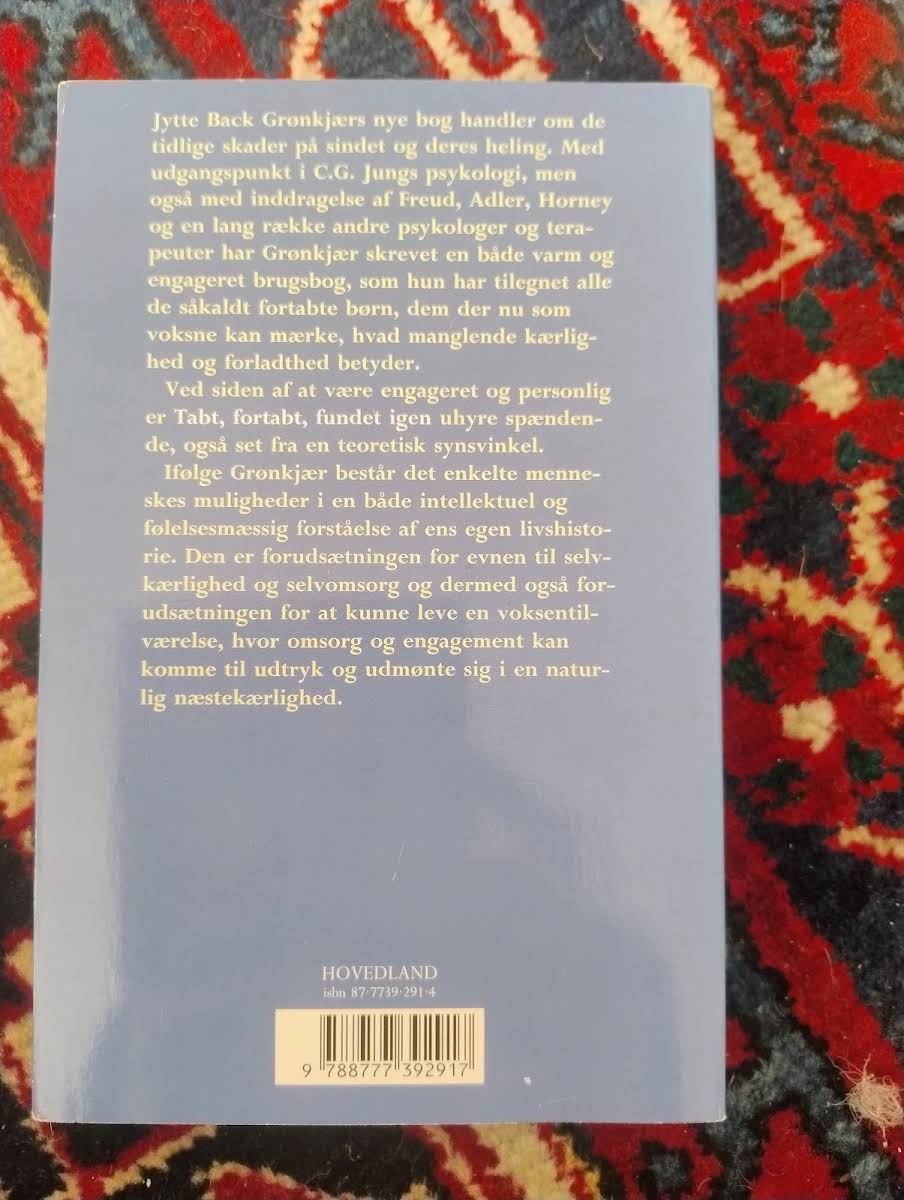 Jytte Back Grønkjærs nye bog handler om de
tidlige skader på sindet og deres heling. Med
udgangspunkt i C.G. Jungs psykologi, men
også med inddragelse af Freud, Adler, Horney
og en lang række andre psykologer og tera-
peuter har Grønkjær skrevet en både varm og
engageret brugsbog, som hun har tilegnet alle
de såkaldt fortabte børn, dem der nu som
voksne kan mærke, hvad manglende kærlig-
hed og forladthed betyder.
Ved siden af at være engageret og personlig
er Tabt, fortabt, fundet igen uhyre spænden-
de, også set fra en teoretisk synsvinkel.
Ifølge Grønkjær består det enkelte menne-
skes muligheder i en både intellektuel og
følelsesmæssig forståelse af ens egen livshisto-
rie. Den er forudsætningen for evnen til selv-
kærlighed og selvomsorg og dermed også for-
udsætningen for at kunne leve en voksentil-
værelse, hvor omsorg og engagement kan
komme til udtryk og udmønte sig i en natur-
lig næstekærlighed.
HOVEDLAND
isbn 87·7739·291·4
9 788777 392917